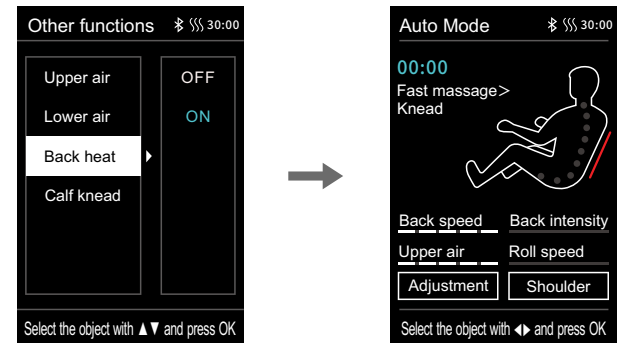 Other functions 30:00
Upper air OFF
Lower air ON
Back heat
Calf knead
Select the object with ▲▼ and press OK
Auto Mode 30:00
00:00
Fast massage>
Knead
Back speed Back intensity
Upper air Roll speed
Adjustment Shoulder
Select the object with ◀▶ and press OK